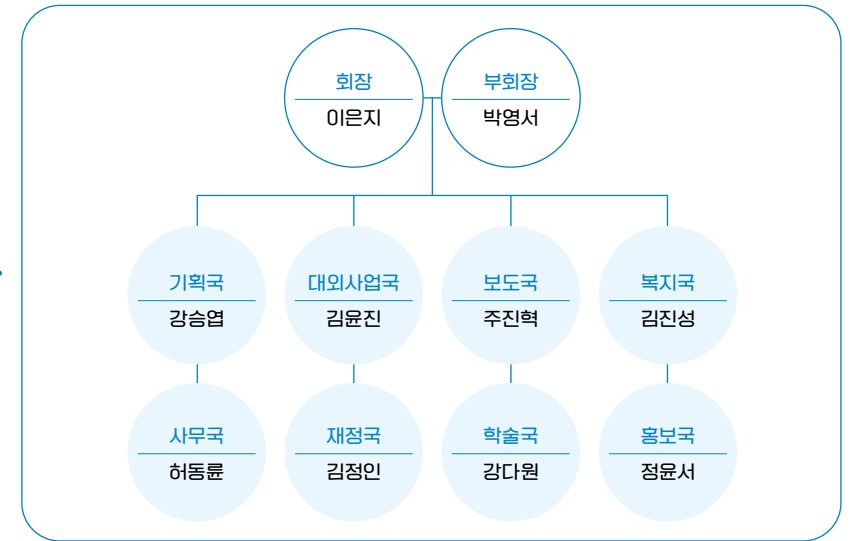 회장
이은지
부회장
박영서
기획국
강승엽
대외사업국
김윤진
보도국
주진혁
복지국
김진성
사무국
허동륜
재정국
김정인
학술국
강다원
홍보국
정윤서